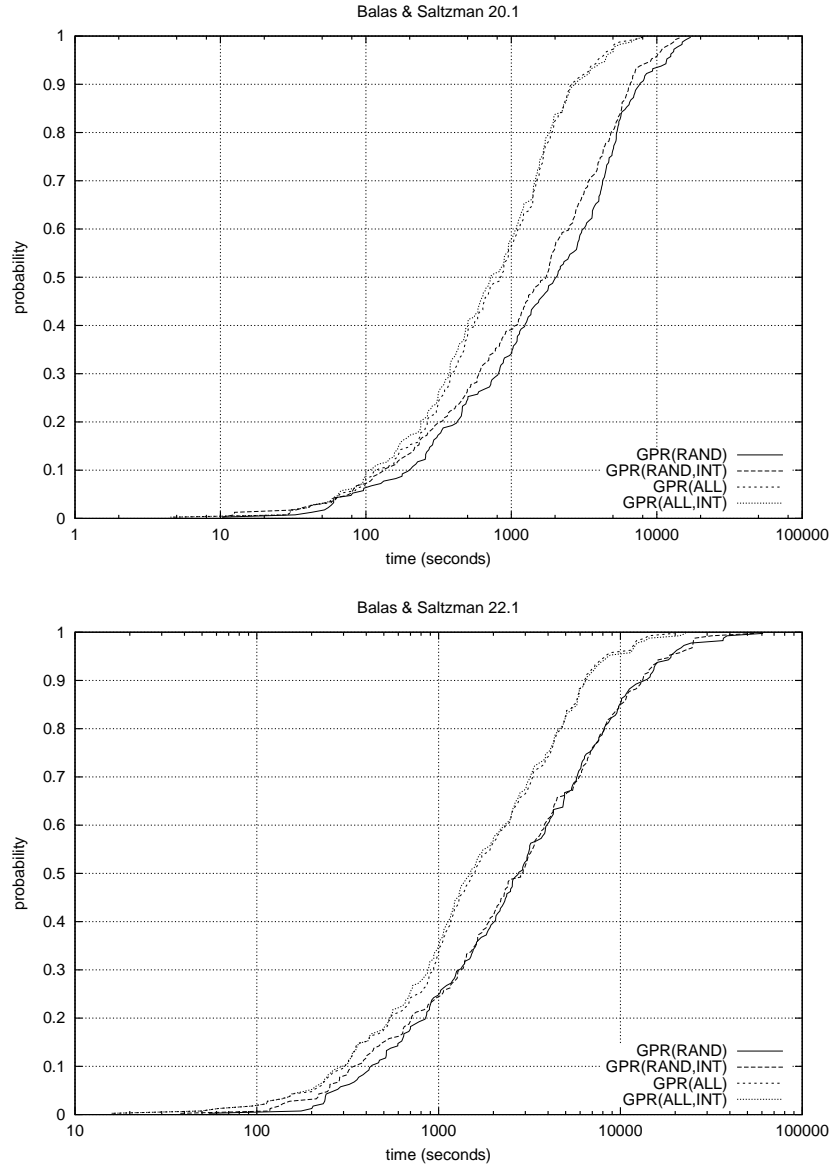 Balas & Saltzman 20.1
1
0.9
0.8
0.7
0.6
0.5
0.4
0.3
0.2
0.1
0
probability
GPR(RAND)
GPR(RAND,INT)
GPR(ALL)
GPR(ALL,INT)
1 10 100 1000 10000 100000
time (seconds)
Balas & Saltzman 22.1
1
0.9
0.8
0.7
0.6
0.5
0.4
0.3
0.2
0.1
0
probability
GPR(RAND)
GPR(RAND,INT)
GPR(ALL)
GPR(ALL,INT)
10 100 1000 10000 100000
time (seconds)